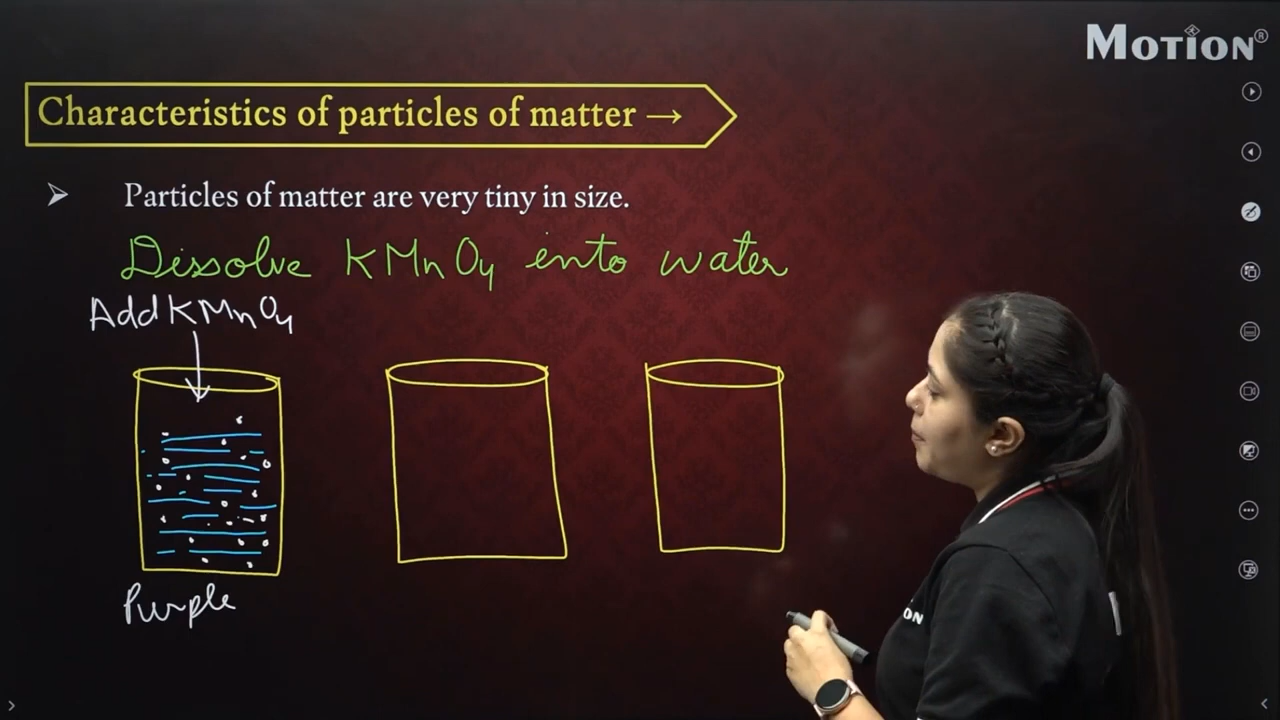 MOTION®
Characteristics of particles of matter →
➤ Particles of matter are very tiny in size.
Dissolve KMnO4 into water
Add KMnO4
Purple